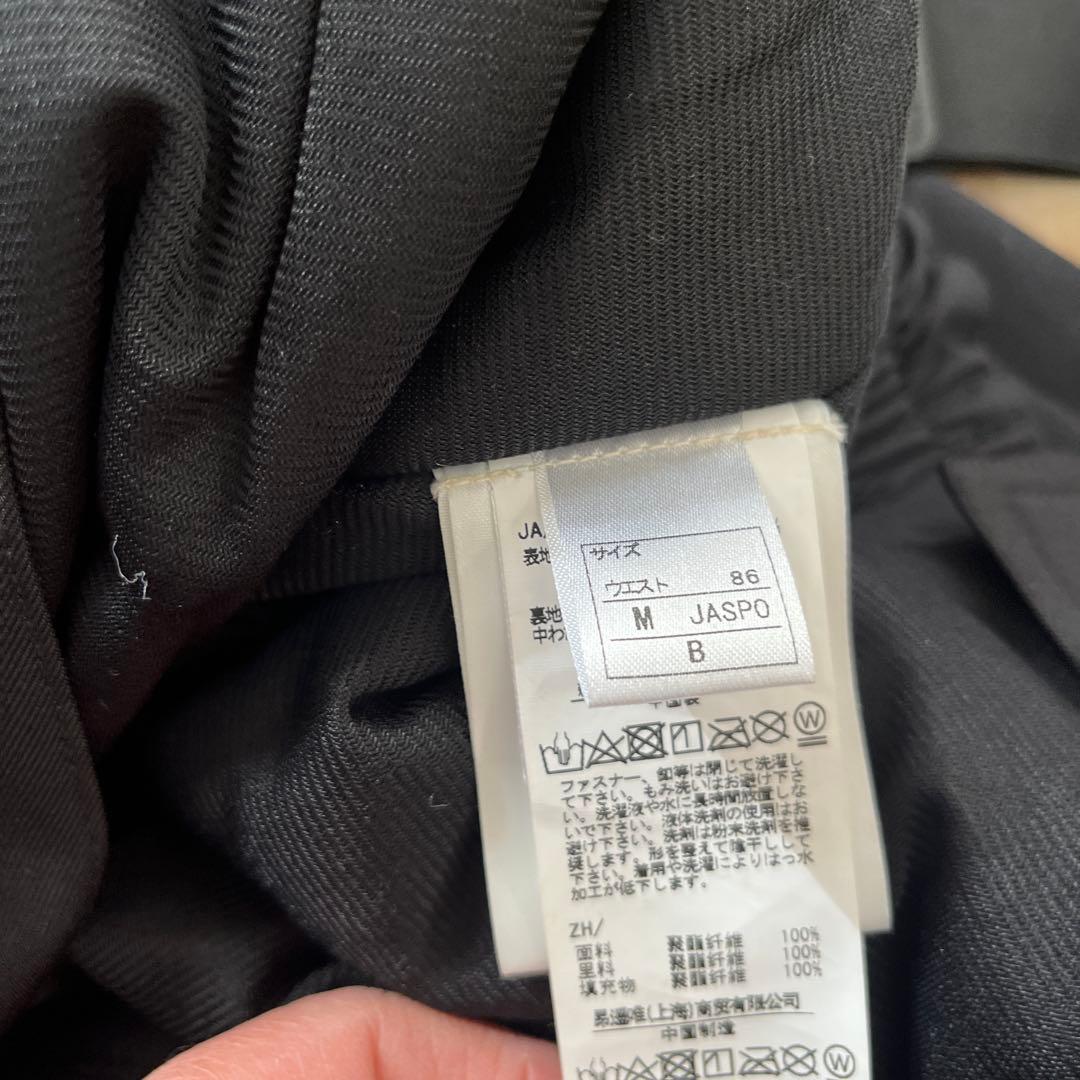 JA/
サイズ
ウエスト 86
M JASPO
B
表地
裏地
中わ
中国製
W
ファスナー、釦等は閉じて洗濯し
て下さい。もみ洗いはお避け下さ
い。洗濯液や水に長時間放置しな
いで下さい。液体洗剤の使用はお
避け下さい。洗剤は粉末洗剤を推
奨します。形を整えて陰干しして
下さい。着用や洗濯によりはっ水
加工が低下します。
ZH/
面料 聚酯纤维 100%
里料 聚酯纤维 100%
填充物 聚酯纤维 100%
易温准(上海)商贸有限公司
中国制造
W